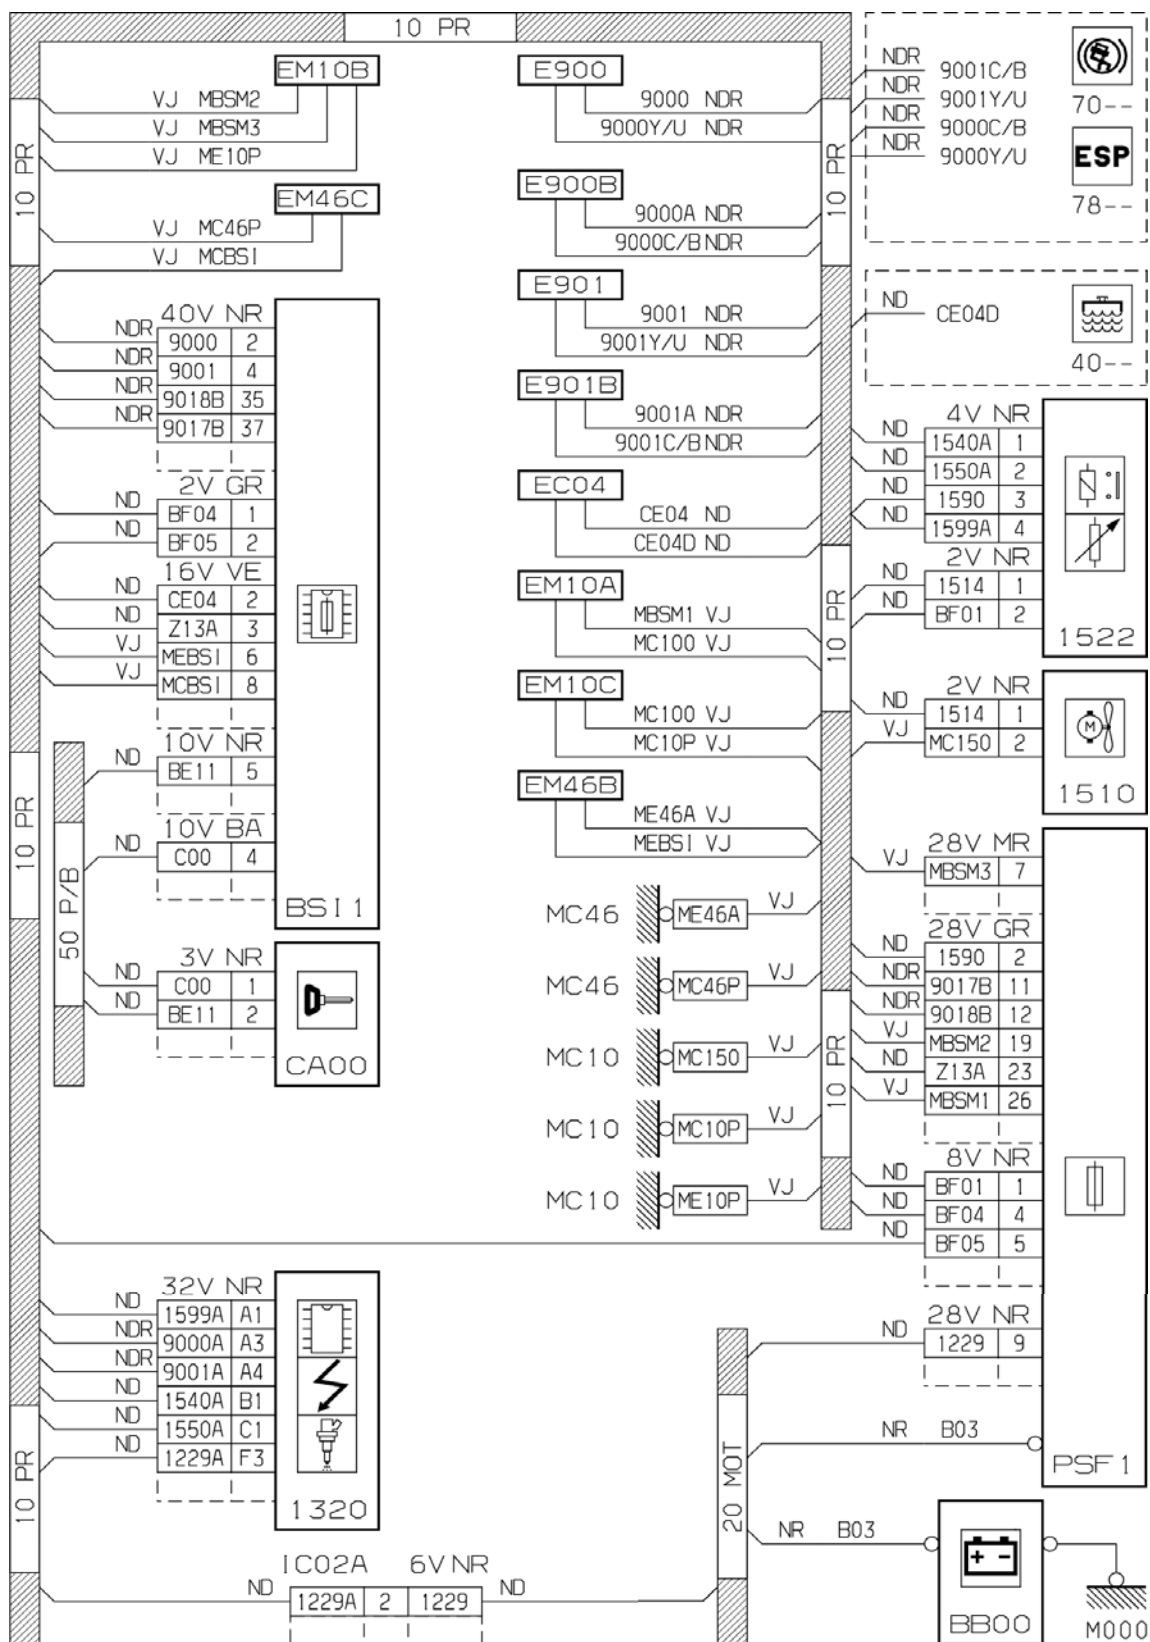 10 PR
EM10B
VJ MBSM2
VJ MBSM3
VJ ME10P
10 PR
EM46C
VJ MC46P
VJ MCBSI
40V NR
NDR 9000 2
NDR 9001 4
NDR 9018B 35
NDR 9017B 37
2V GR
ND BF04 1
ND BF05 2
16V VE
ND CE04 2
ND Z13A 3
VJ MEBSI 6
VJ MCBSI 8
10V NR
ND BE11 5
10V BA
ND C00 4
BSI1
10 PR
50 P/B
3V NR
ND C00 1
ND BE11 2
CA00
32V NR
ND 1599A A1
NDR 9000A A3
NDR 9001A A4
ND 1540A B1
ND 1550A C1
ND 1229A F3
1320
10 PR
IC02A 6V NR
ND 1229A 2 1229 ND
E900
9000 NDR
9000Y/U NDR
E900B
9000A NDR
9000C/B NDR
E901
9001 NDR
9001Y/U NDR
E901B
9001A NDR
9001C/B NDR
EC04
CE04 ND
CE04D ND
EM10A
MBSM1 VJ
MC100 VJ
EM10C
MC100 VJ
MC10P VJ
EM46B
ME46A VJ
MEBSI VJ
MC46 ME46A VJ
MC46 MC46P VJ
MC10 MC150 VJ
MC10 MC10P VJ
MC10 ME10P VJ
10 PR
10 PR
10 PR
NDR 9001C/B
NDR 9001Y/U
NDR 9000C/B
NDR 9000Y/U
70--
ESP
78--
ND CE04D
40--
4V NR
ND 1540A 1
ND 1550A 2
ND 1590 3
ND 1599A 4
2V NR
ND 1514 1
ND BF01 2
1522
2V NR
ND 1514 1
VJ MC150 2
M
1510
28V MR
VJ MBSM3 7
28V GR
ND 1590 2
NDR 9017B 11
NDR 9018B 12
VJ MBSM2 19
ND Z13A 23
VJ MBSM1 26
8V NR
ND BF01 1
ND BF04 4
ND BF05 5
28V NR
ND 1229 9
NR B03
PSF1
20 MOT
NR B03
+ -
BB00
M000